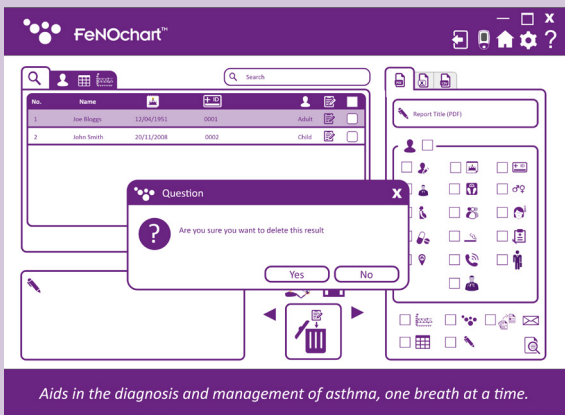 FeNOchart™
Search
No. Name ID
1 Joe Bloggs 12/04/1951 0001 Adult
2 John Smith 20/11/2008 0002 Child
Report Title (PDF)
Question
Are you sure you want to delete this result
Yes No
Aids in the diagnosis and management of asthma, one breath at a time.